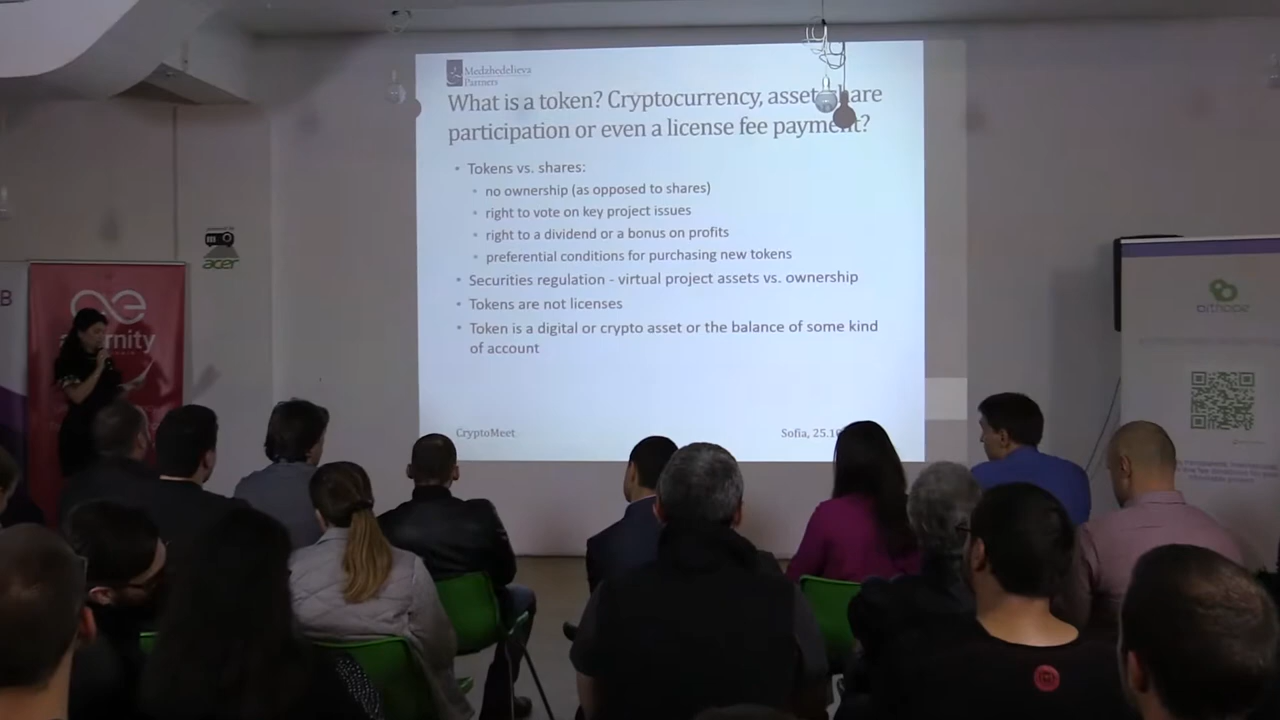 Medzhedelieva
Partners
What is a token? Cryptocurrency, asset share
participation or even a license fee payment?
• Tokens vs. shares:
• no ownership (as opposed to shares)
• right to vote on key project issues
• right to a dividend or a bonus on profits
• preferential conditions for purchasing new tokens
• Securities regulation - virtual project assets vs. ownership
• Tokens are not licenses
• Token is a digital or crypto asset or the balance of some kind
of account
CryptoMeet
Sofia, 25.1
acer
B